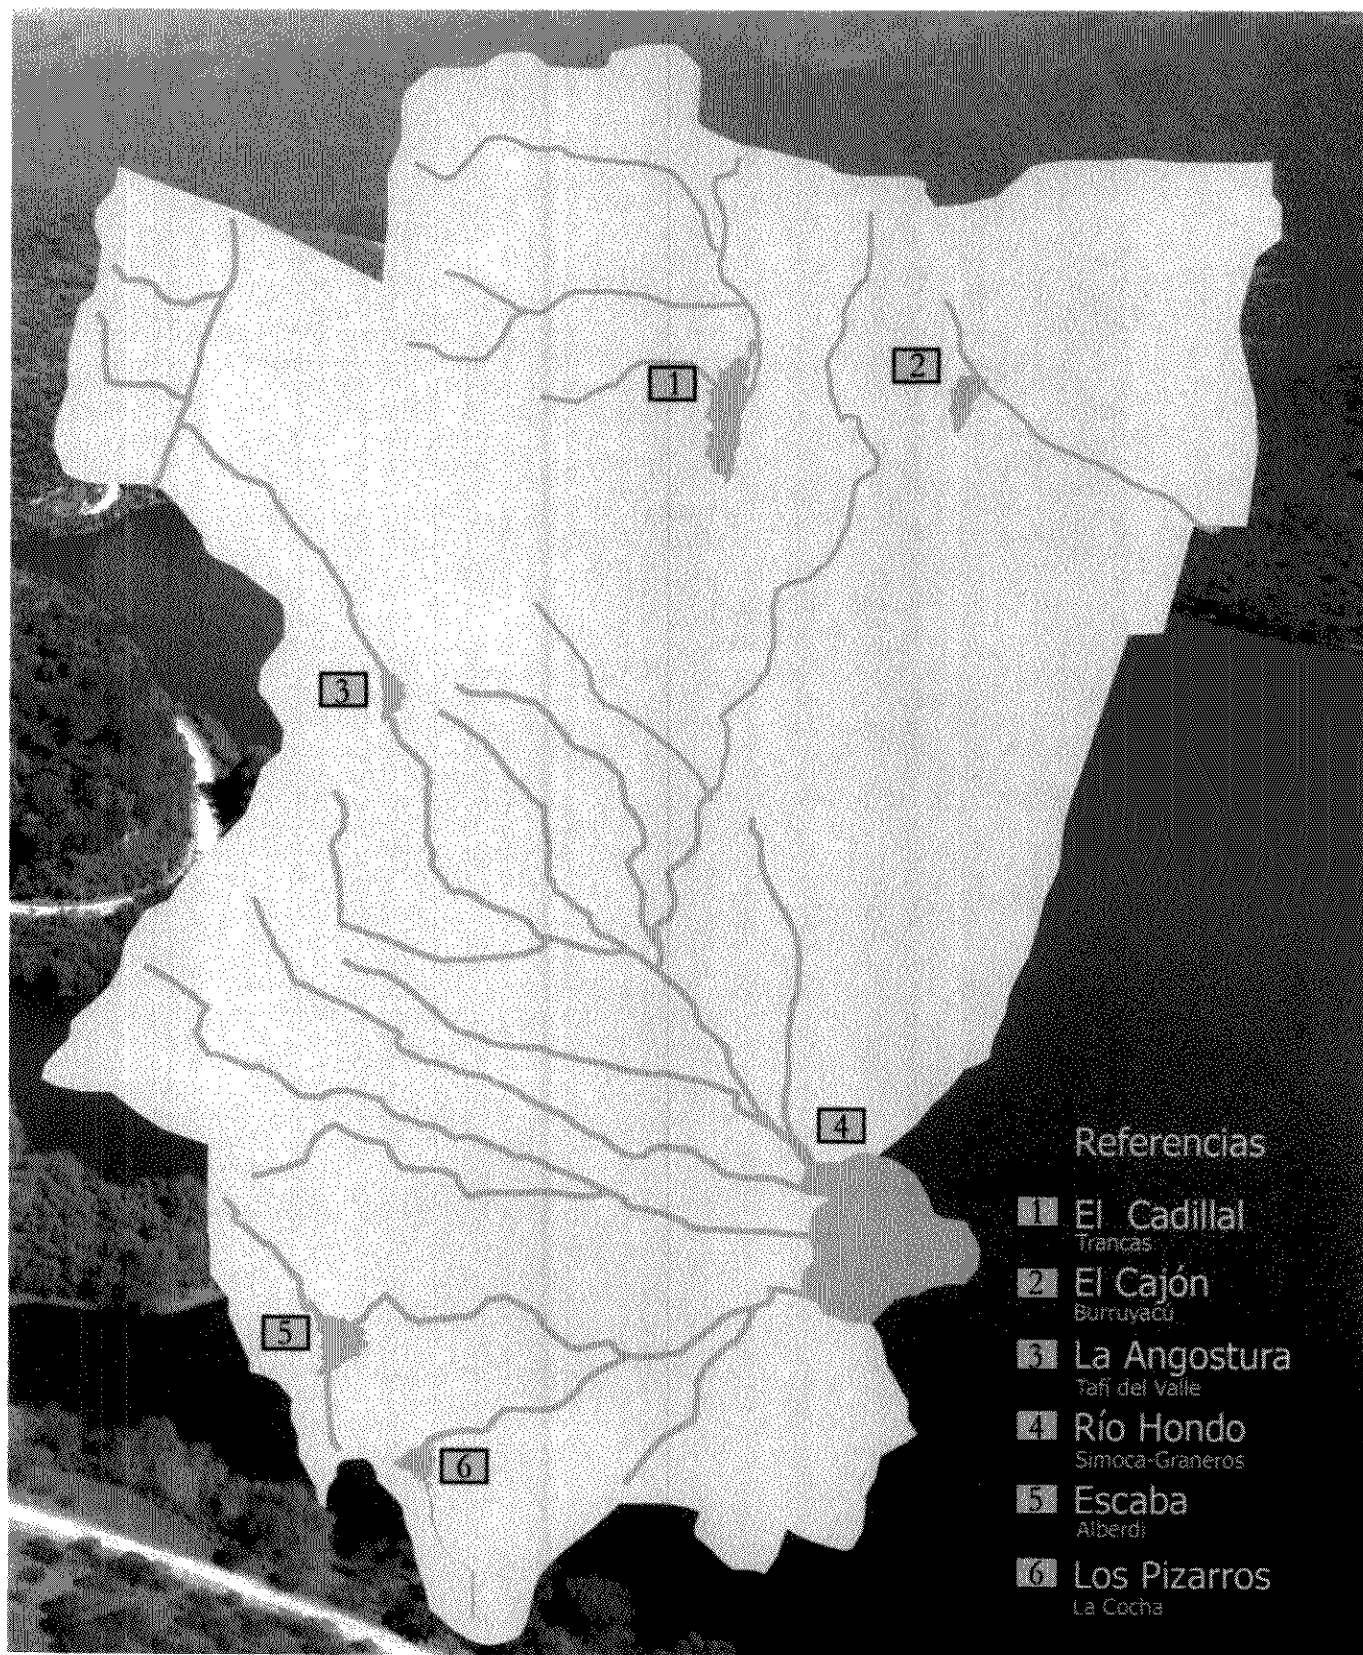 1
2
3
4
5
6
Referencias
1 El Cadillal
Trancas
2 El Cajón
Burruyacú
3 La Angostura
Tafí del Valle
4 Río Hondo
Simoca-Graneros
5 Escaba
Alberdi
6 Los Pizarros
La Cocha